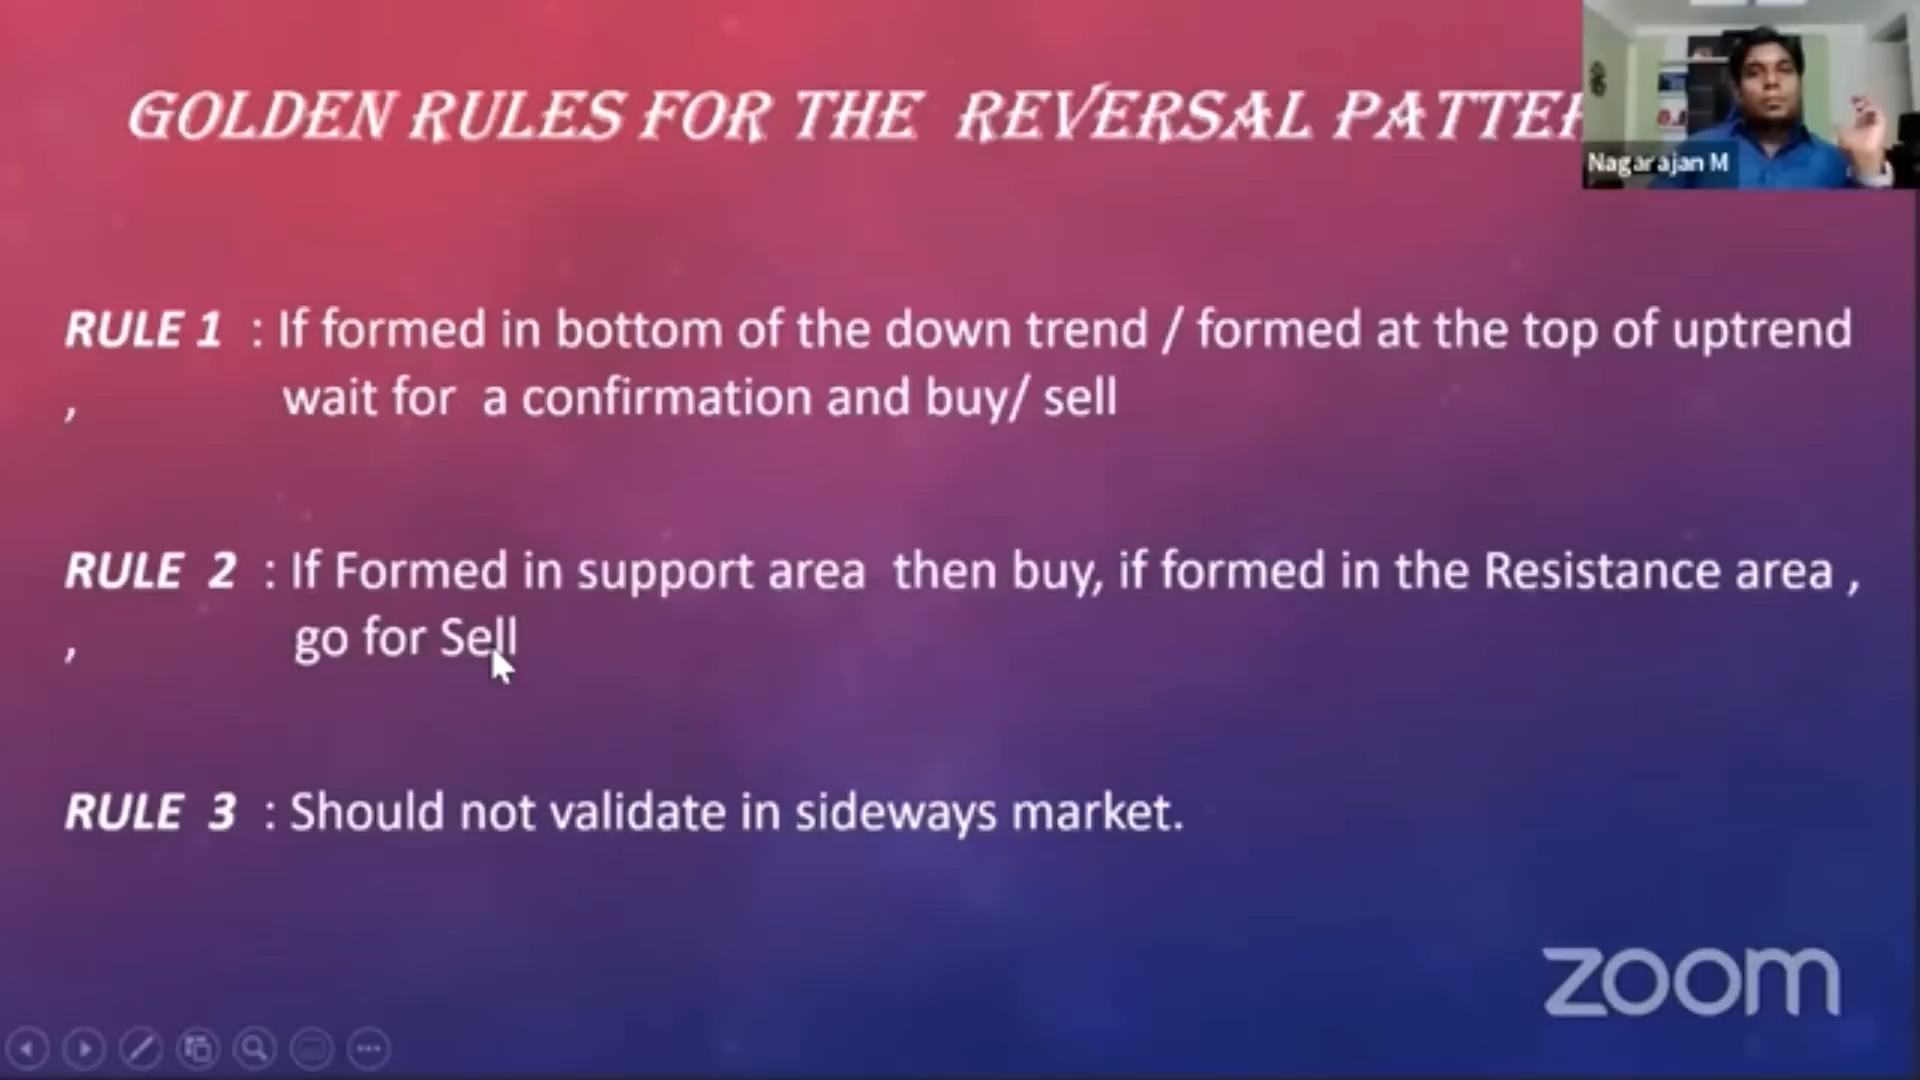 GOLDEN RULES FOR THE REVERSAL
Nagarajan M
RULE 1 : If formed in bottom of the down trend / formed at the top of uptrend
, wait for a confirmation and buy/ sell
RULE 2 : If Formed in support area then buy, if formed in the Resistance area ,
, go for Sell
RULE 3 : Should not validate in sideways market.
zoom